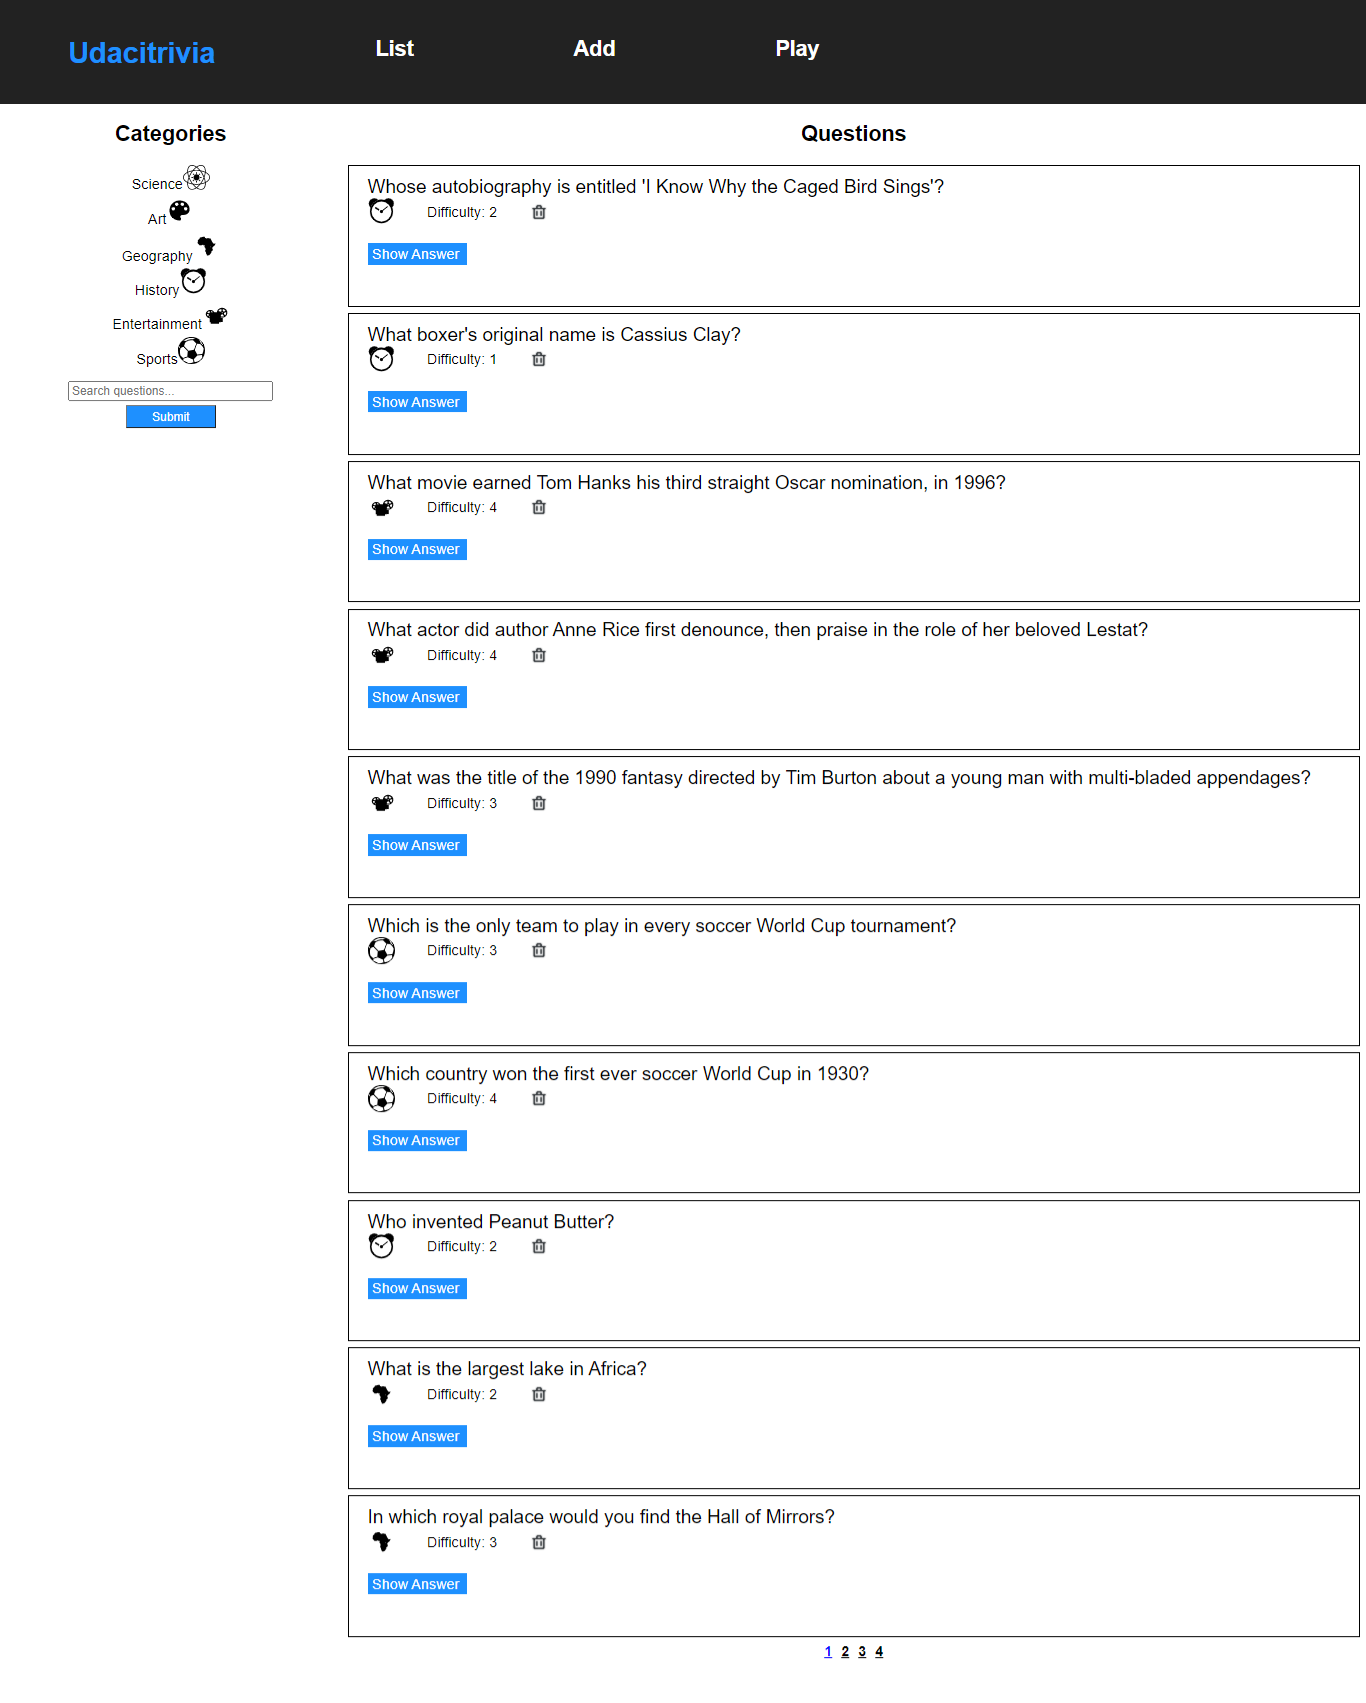 Udacitrivia
List
Add
Play
Categories
Science
Art
Geography
History
Entertainment
Sports
Search questions...
Submit
Questions
Whose autobiography is entitled 'I Know Why the Caged Bird Sings'?
Difficulty: 2
Show Answer
What boxer's original name is Cassius Clay?
Difficulty: 1
Show Answer
What movie earned Tom Hanks his third straight Oscar nomination, in 1996?
Difficulty: 4
Show Answer
What actor did author Anne Rice first denounce, then praise in the role of her beloved Lestat?
Difficulty: 4
Show Answer
What was the title of the 1990 fantasy directed by Tim Burton about a young man with multi-bladed appendages?
Difficulty: 3
Show Answer
Which is the only team to play in every soccer World Cup tournament?
Difficulty: 3
Show Answer
Which country won the first ever soccer World Cup in 1930?
Difficulty: 4
Show Answer
Who invented Peanut Butter?
Difficulty: 2
Show Answer
What is the largest lake in Africa?
Difficulty: 2
Show Answer
In which royal palace would you find the Hall of Mirrors?
Difficulty: 3
Show Answer
1 2 3 4